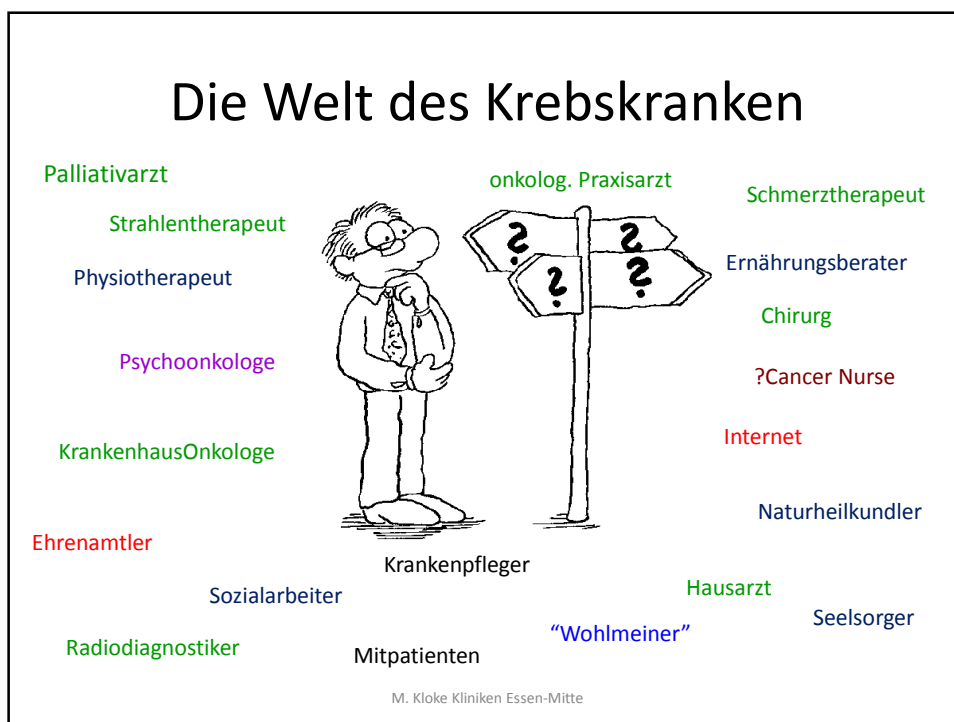 Die Welt des Krebskranken
Palliativarzt
onkolog. Praxisarzt
Schmerztherapeut
Strahlentherapeut
? ?
? ?
Physiotherapeut
Ernährungsberater
Chirurg
Psychoonkologe
?Cancer Nurse
Internet
KrankenhausOnkologe
Naturheilkundler
Ehrenamtler
Krankenpfleger
Hausarzt
Sozialarbeiter
Seelsorger
“Wohlmeiner”
Radiodiagnostiker
Mitpatienten
M. Kloke Kliniken Essen-Mitte